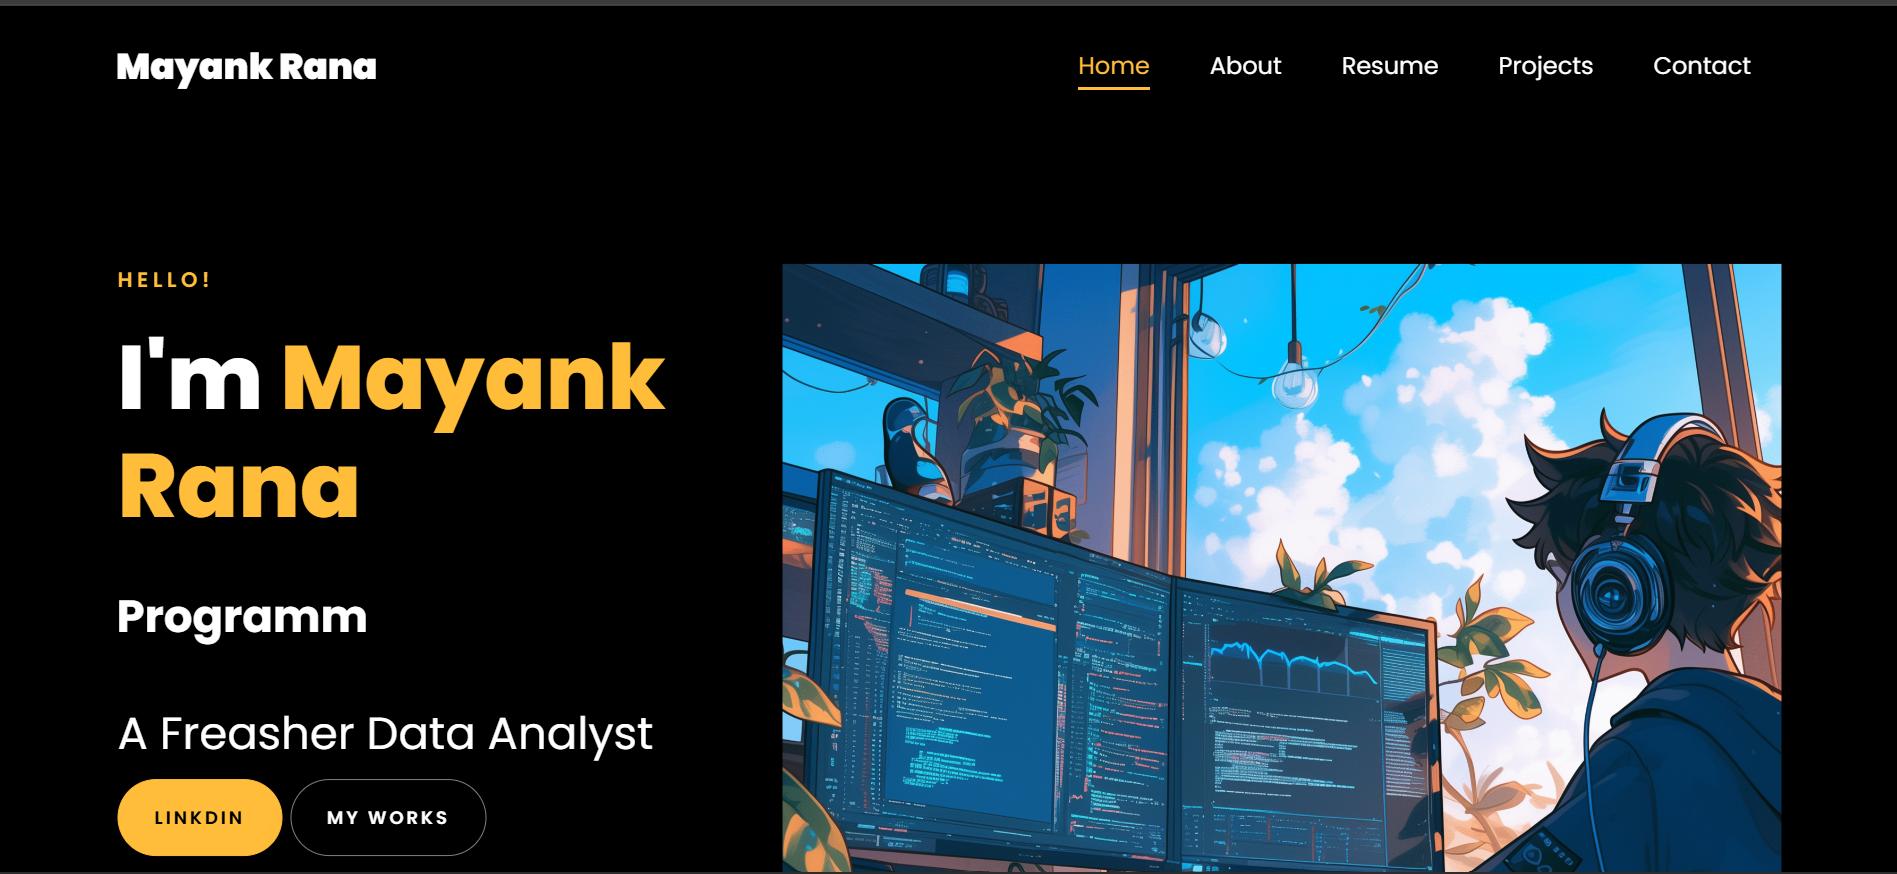 Mayank Rana
Home About Resume Projects Contact
HELLO!
I'm Mayank
Rana
Programm
A Freasher Data Analyst
LINKDIN MY WORKS